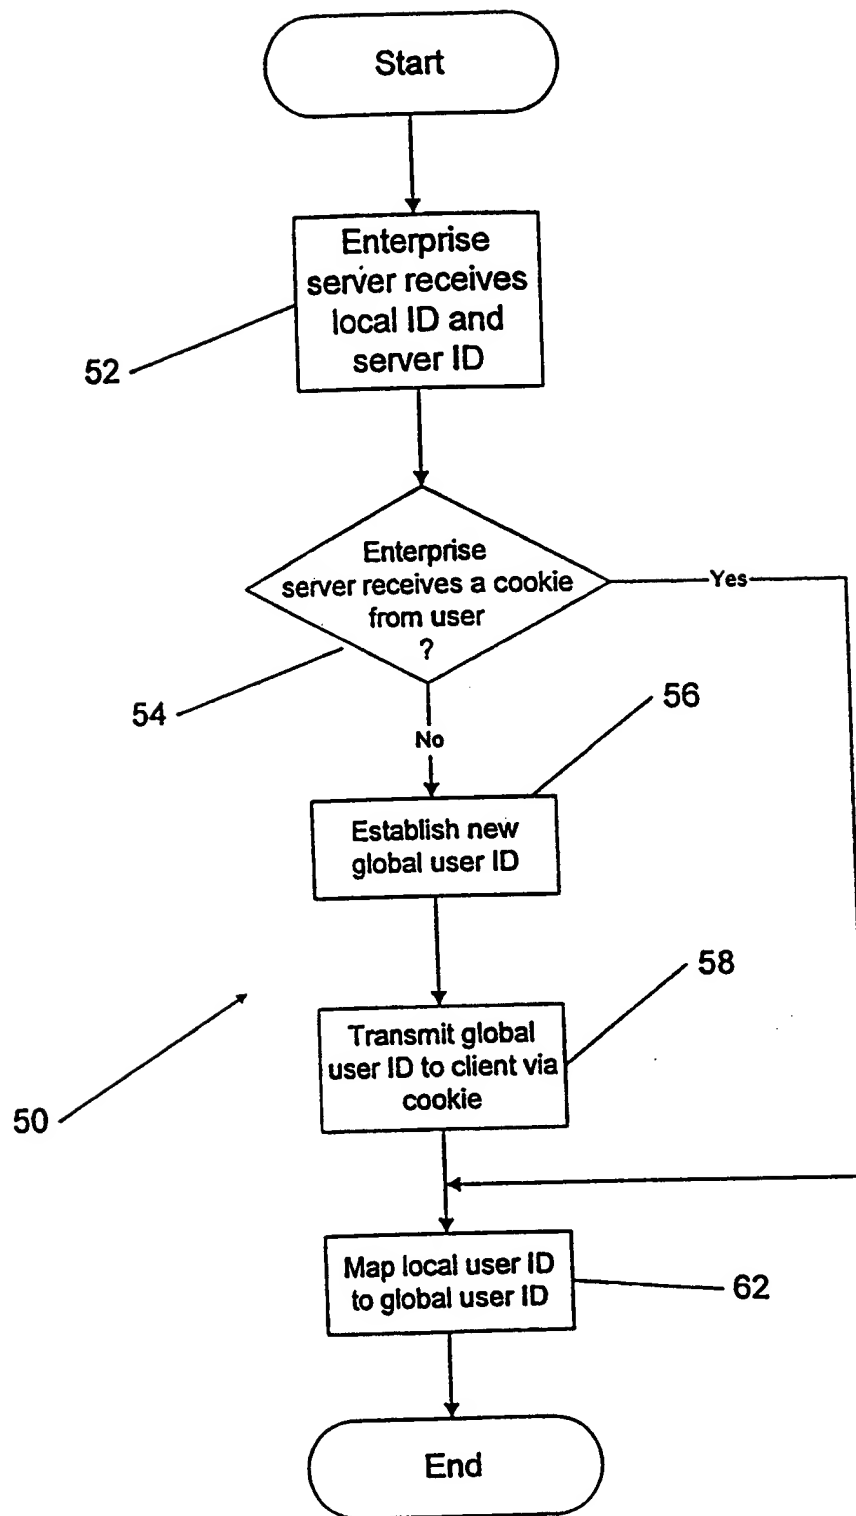 Start
Enterprise
server receives
local ID and
server ID
52
Enterprise
server receives a cookie
from user
?
Yes
54
No
56
Establish new
global user ID
58
Transmit global
user ID to client via
cookie
50
Map local user ID
to global user ID
62
End